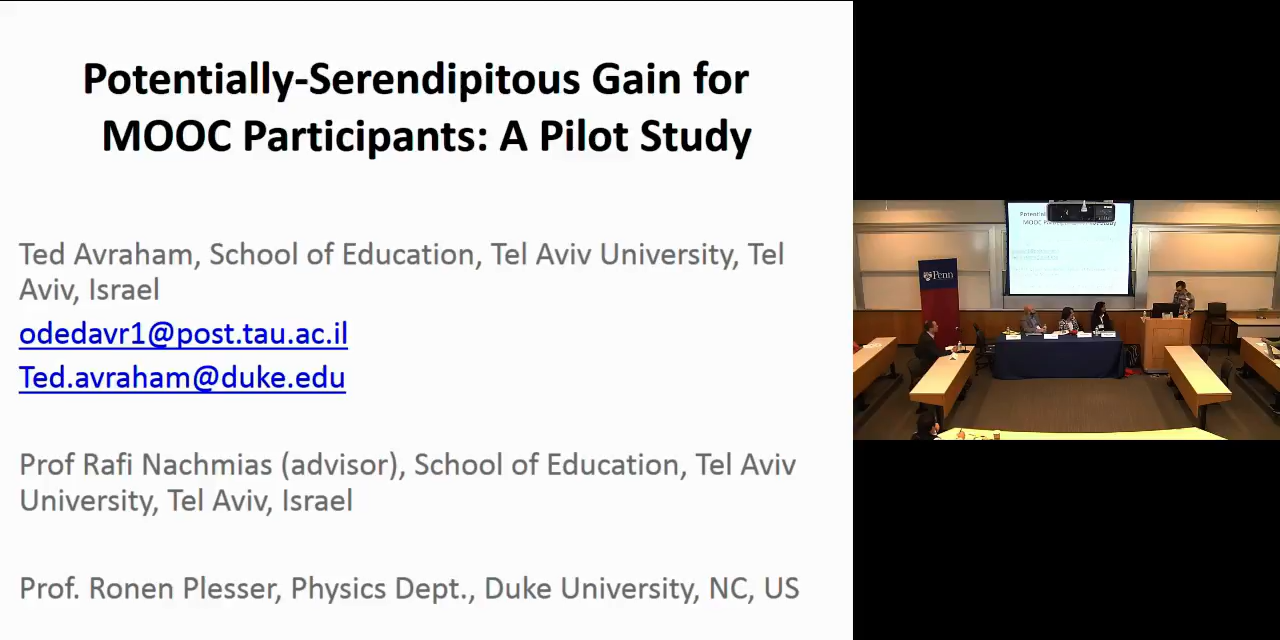 Potentially-Serendipitous Gain for
MOOC Participants: A Pilot Study
Ted Avraham, School of Education, Tel Aviv University, Tel
Aviv, Israel
odedavr1@post.tau.ac.il
Ted.avraham@duke.edu
Prof Rafi Nachmias (advisor), School of Education, Tel Aviv
University, Tel Aviv, Israel
Prof. Ronen Plesser, Physics Dept., Duke University, NC, US
Penn